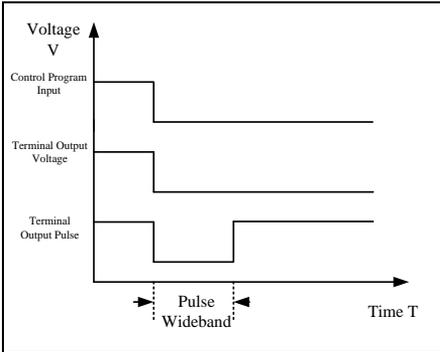 Voltage
V
Control Program
Input
Terminal Output
Voltage
Terminal
Output Pulse
Pulse
Wideband
Time T